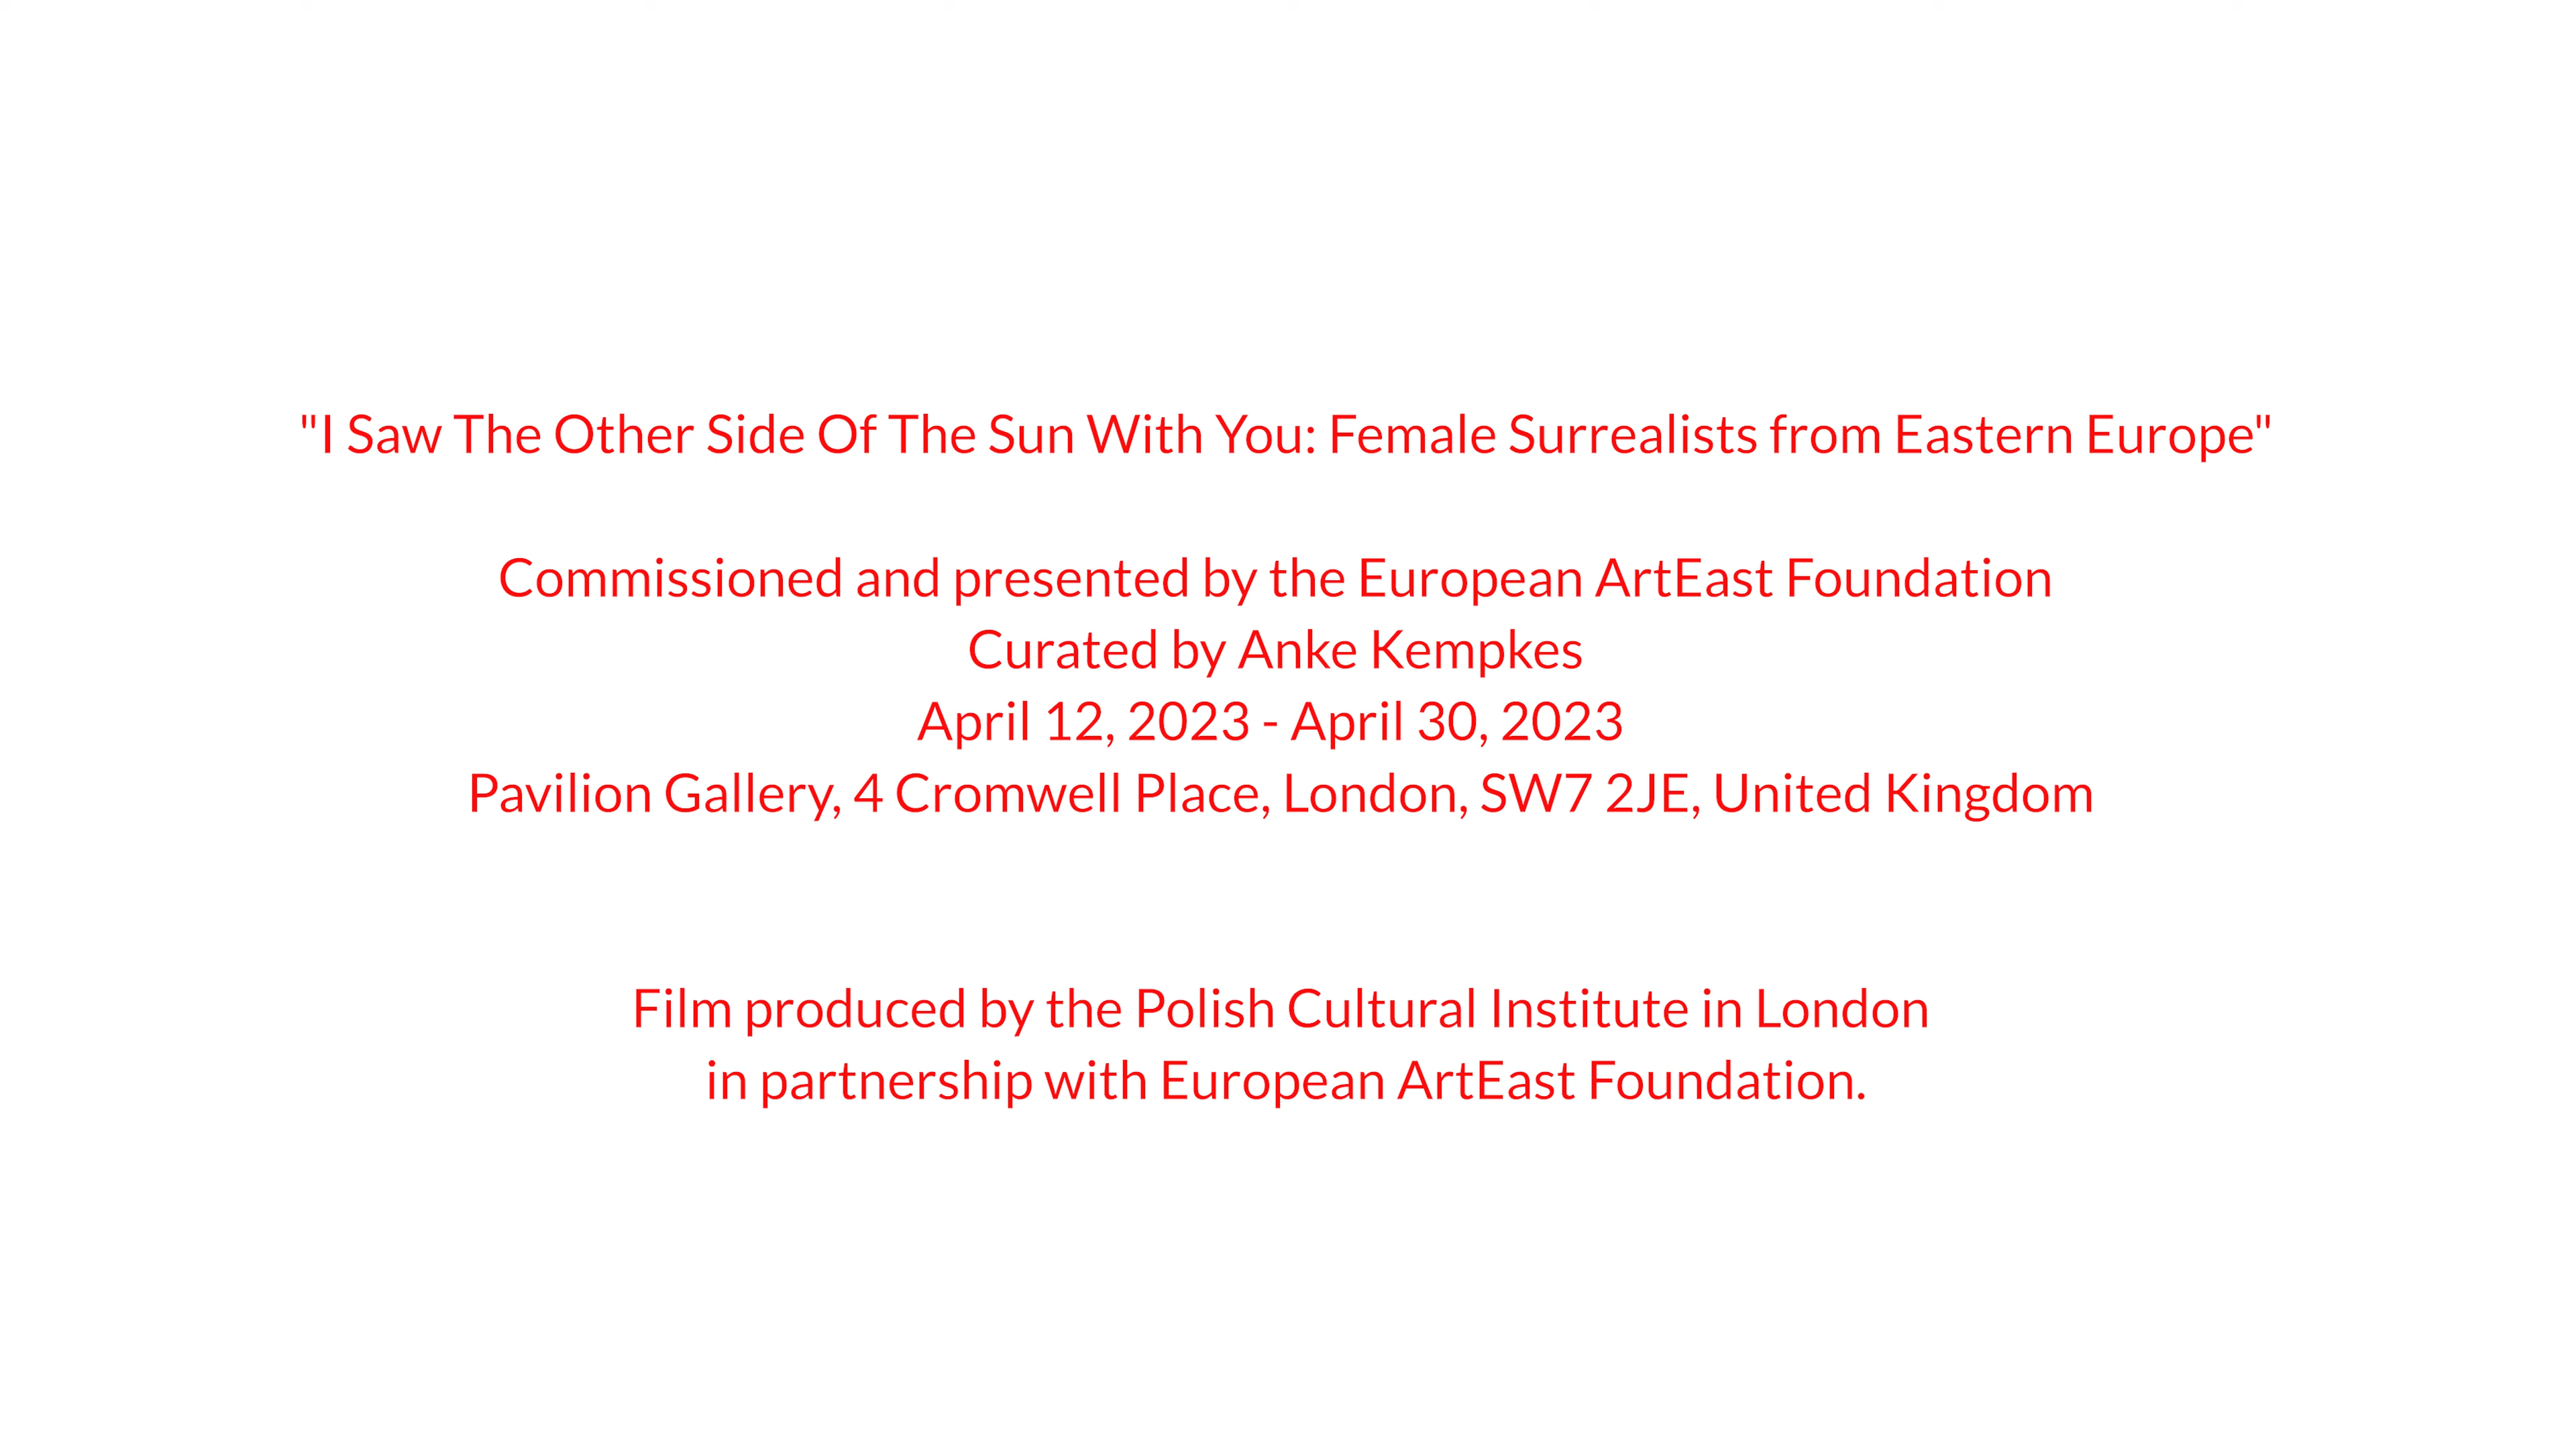 "I Saw The Other Side Of The Sun With You: Female Surrealists from Eastern Europe"
Commissioned and presented by the European ArtEast Foundation
Curated by Anke Kempkes
April 12, 2023 - April 30, 2023
Pavilion Gallery, 4 Cromwell Place, London, SW7 2JE, United Kingdom
Film produced by the Polish Cultural Institute in London
in partnership with European ArtEast Foundation.